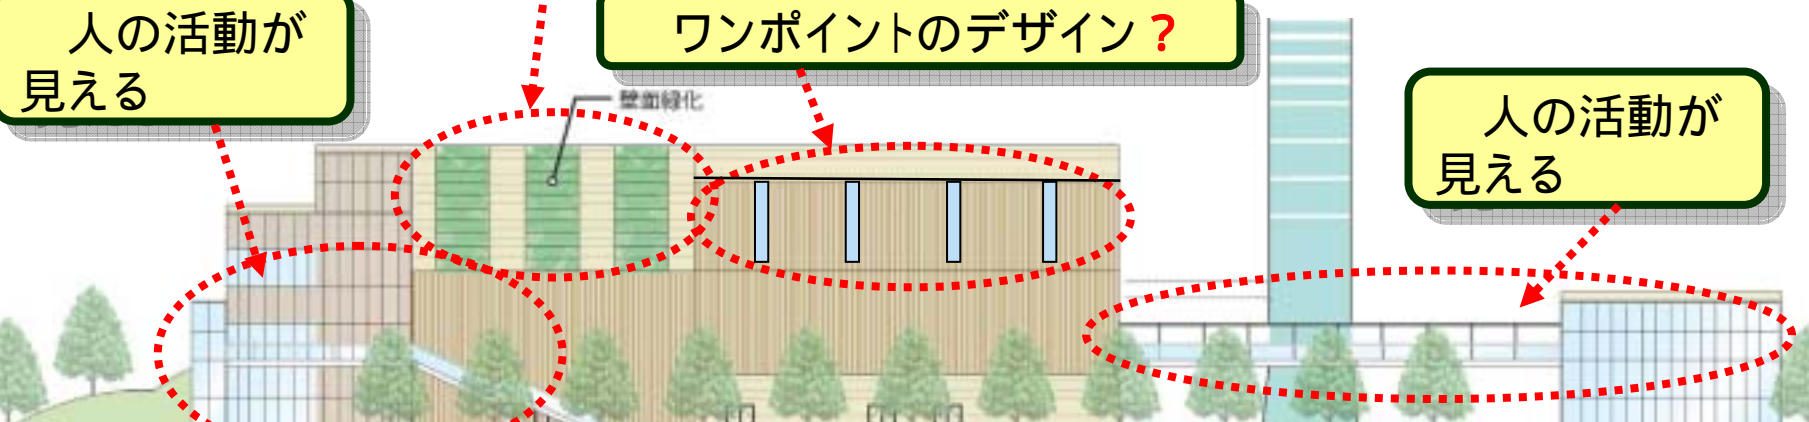 人の活動が
見える
ワンポイントのデザイン？
壁面緑化
人の活動が
見える